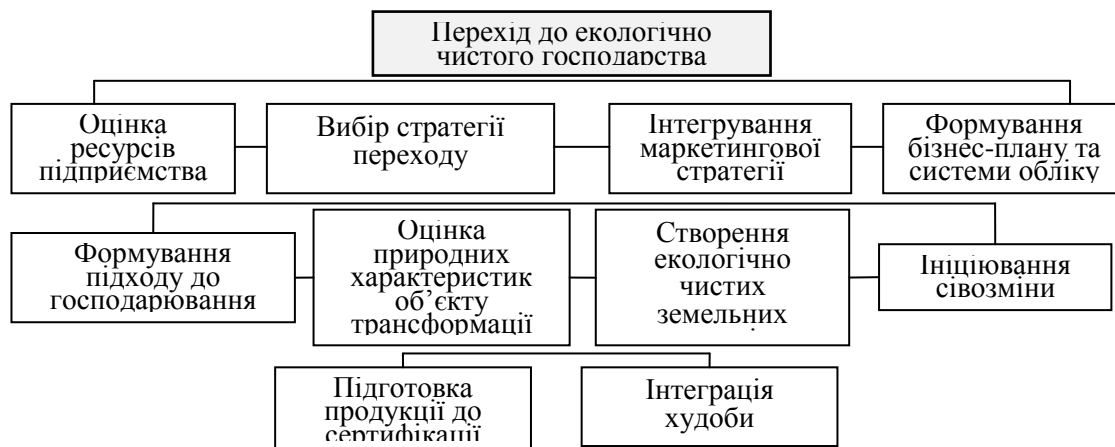 Перехід до екологічно
чистого господарства
Оцінка
ресурсів
підприємства
Вибір стратегії
переходу
Інтегрування
маркетингової
стратегії
Формування
бізнес-плану та
системи обліку
Формування
підходу до
господарювання
Оцінка
природних
характеристик
об’єкту
трансформації
Створення
екологічно
чистих
земельних
Ініціювання
сівозміни
Підготовка
продукції до
сертифікації
Інтеграція
худоби